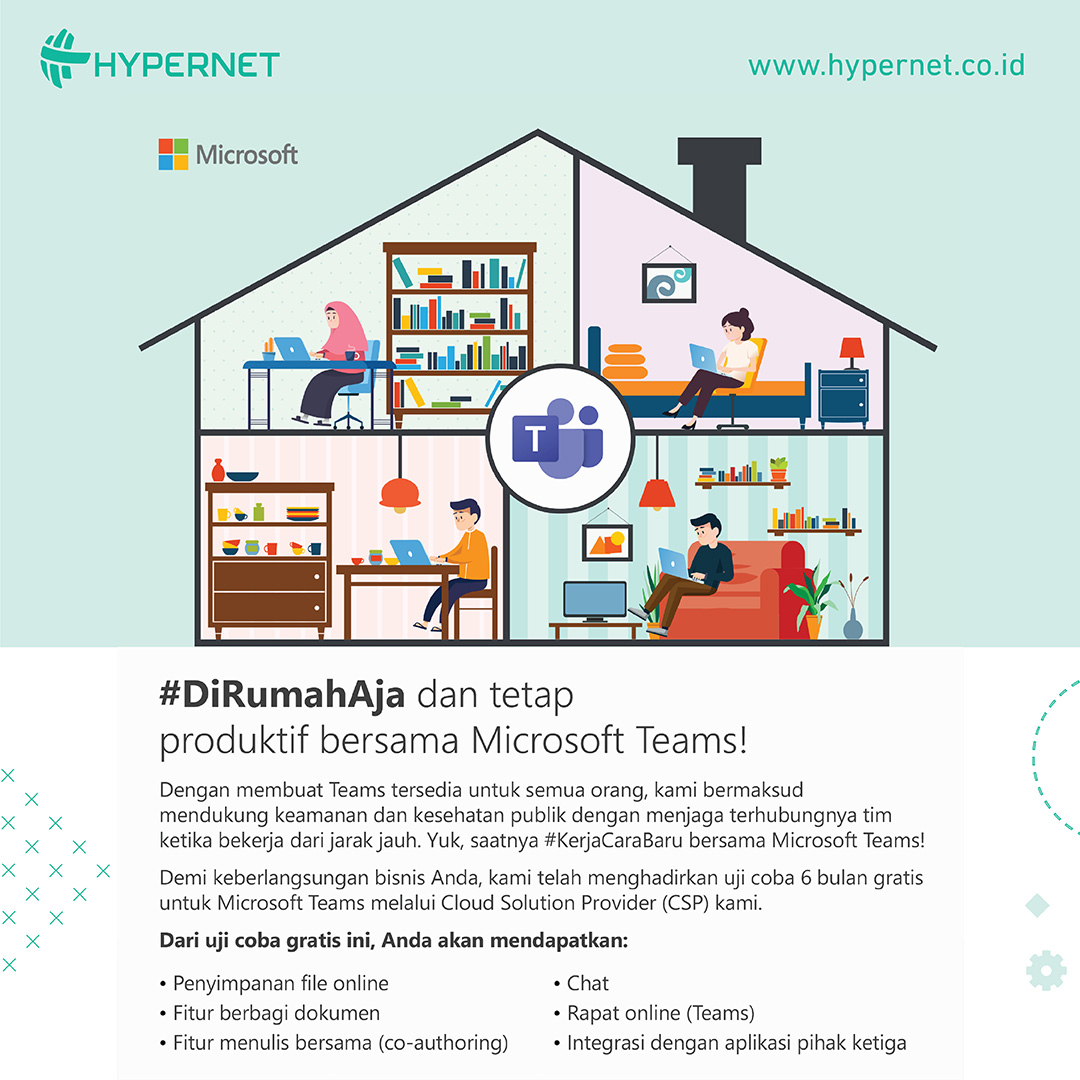 HYPERNET
www.hypernet.co.id
Microsoft
T
#DiRumahAja dan tetap
produktif bersama Microsoft Teams!
Dengan membuat Teams tersedia untuk semua orang, kami bermaksud
mendukung keamanan dan kesehatan publik dengan menjaga terhubungnya tim
ketika bekerja dari jarak jauh. Yuk, saatnya #KerjaCaraBaru bersama Microsoft Teams!
Demi keberlangsungan bisnis Anda, kami telah menghadirkan uji coba 6 bulan gratis
untuk Microsoft Teams melalui Cloud Solution Provider (CSP) kami.
Dari uji coba gratis ini, Anda akan mendapatkan:
• Penyimpanan file online
• Fitur berbagi dokumen
• Fitur menulis bersama (co-authoring)
• Chat
• Rapat online (Teams)
• Integrasi dengan aplikasi pihak ketiga